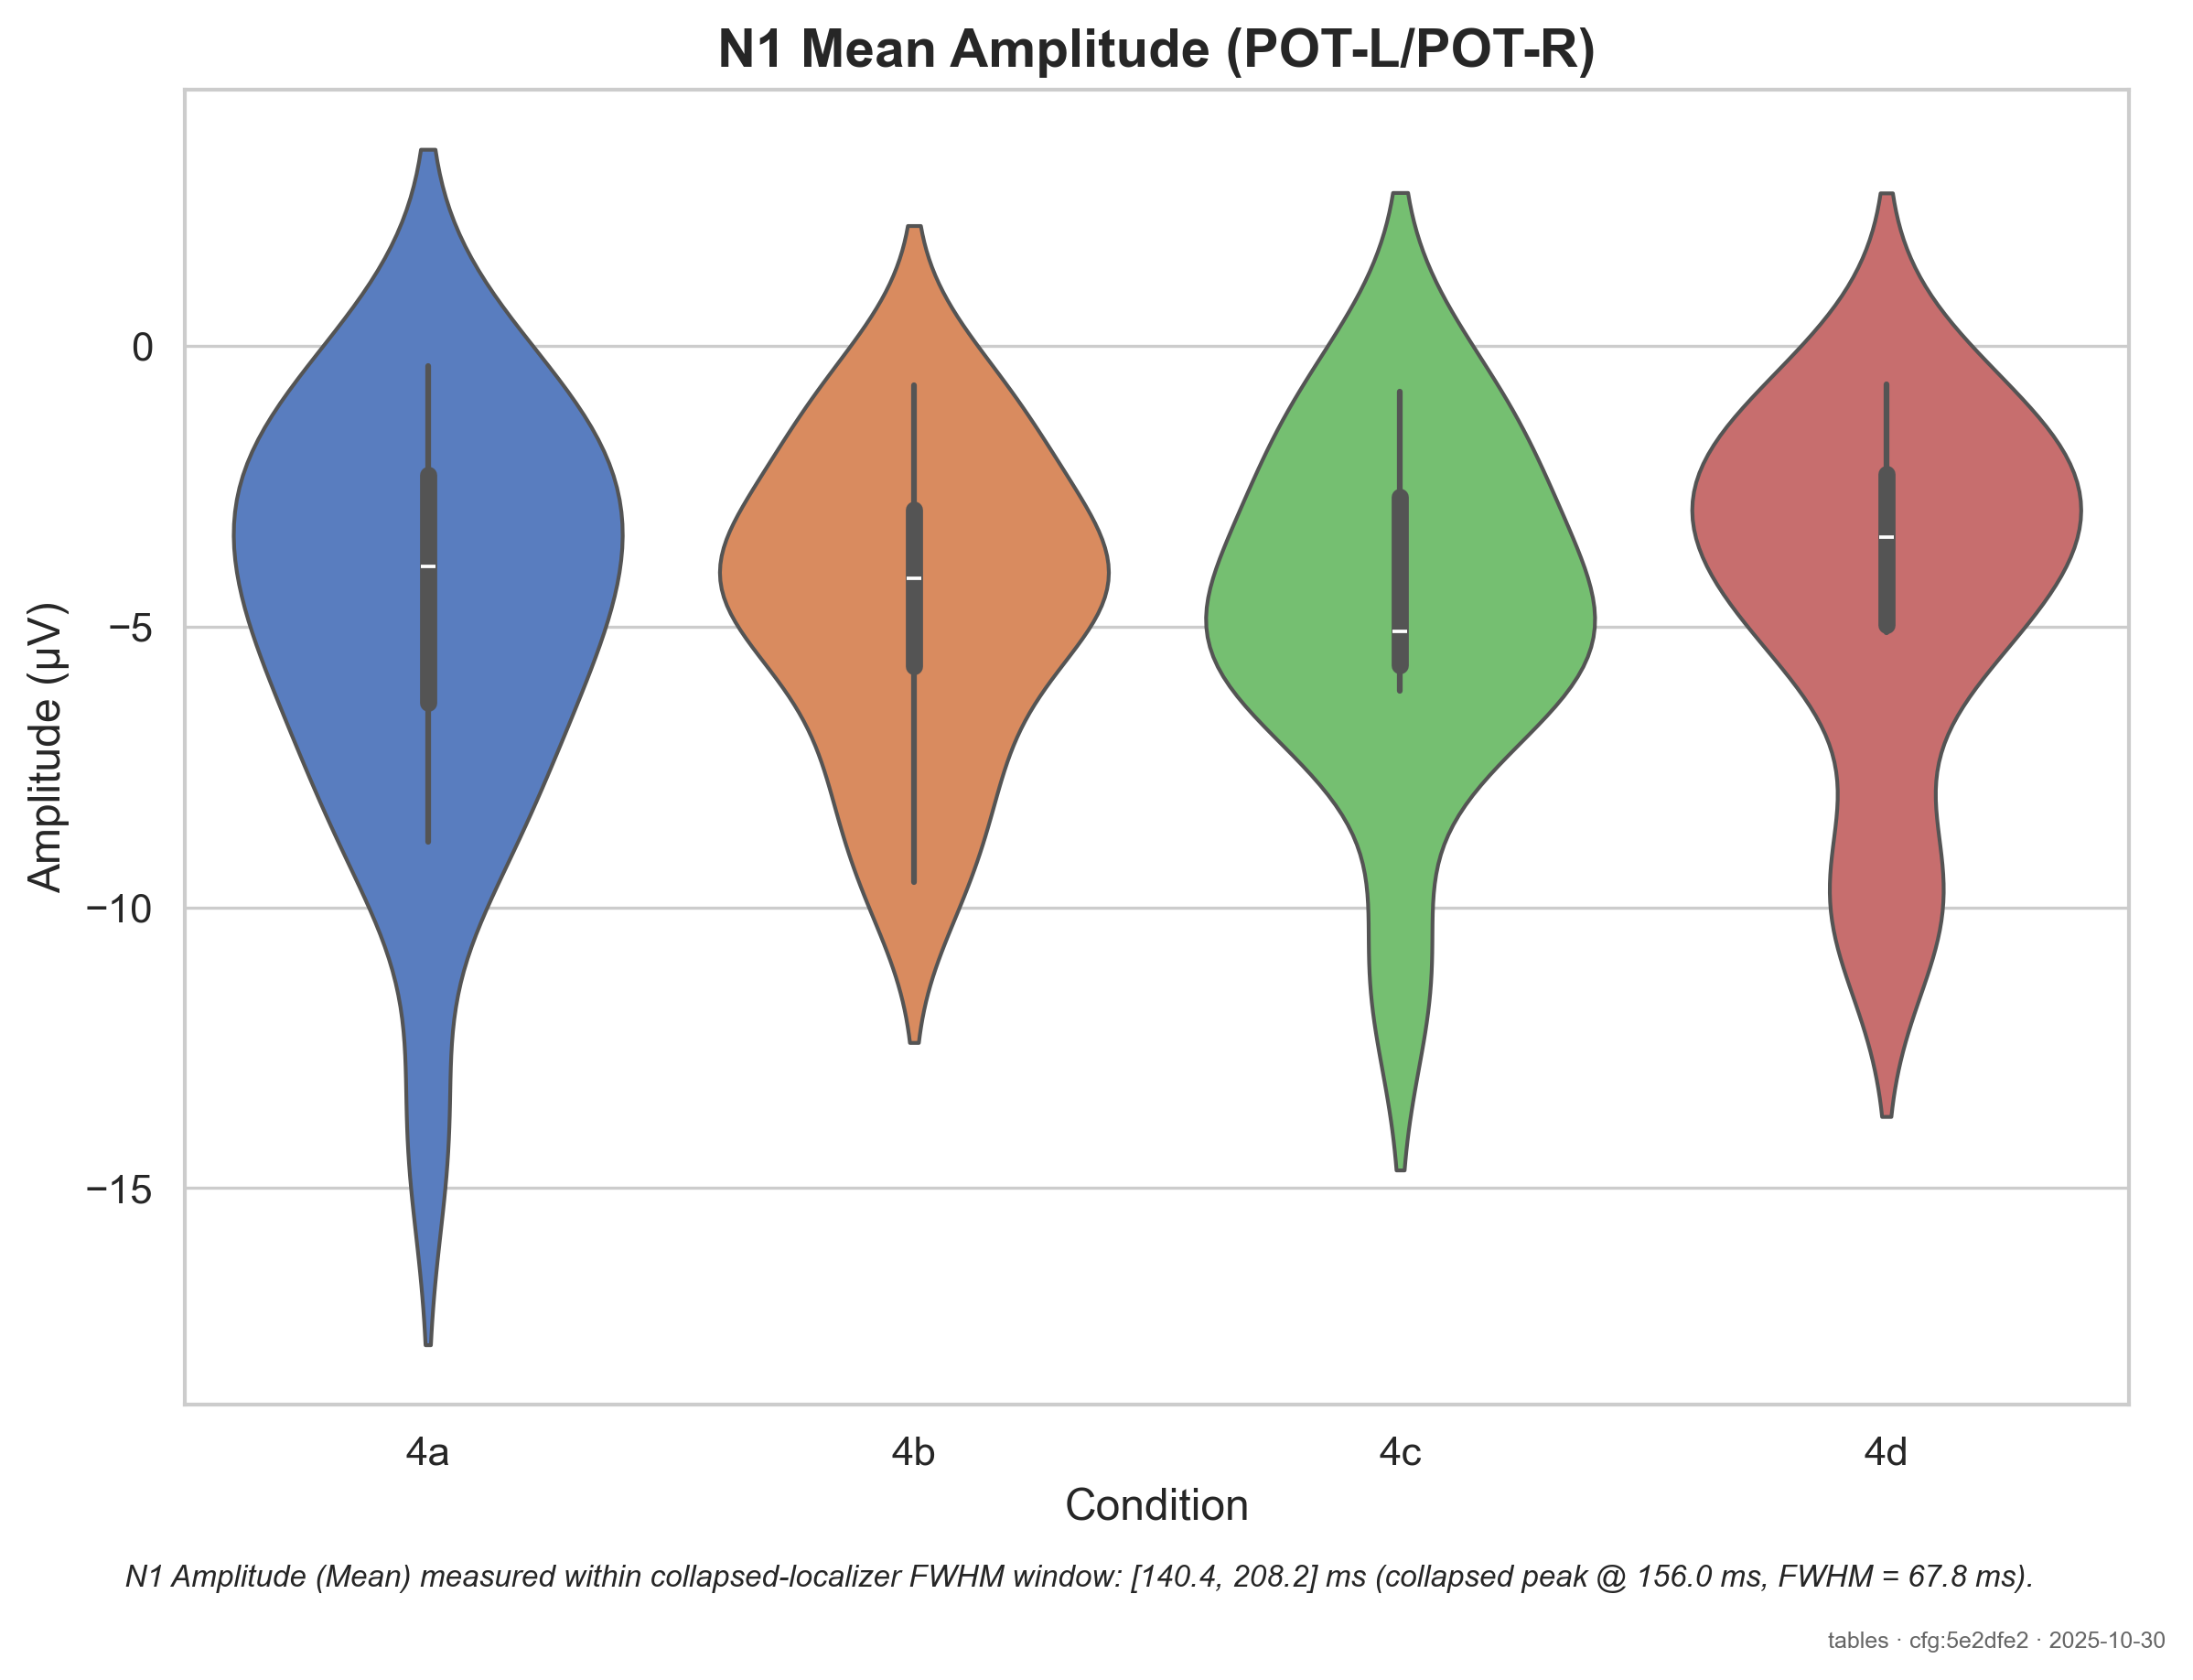 N1 Mean Amplitude (POT-L/POT-R)
Amplitude (µV)
0
−5
−10
−15
4a 4b 4c 4d
Condition
N1 Amplitude (Mean) measured within collapsed-localizer FWHM window: [140.4, 208.2] ms (collapsed peak @ 156.0 ms, FWHM = 67.8 ms).
tables · cfg:5e2dfe2 · 2025-10-30